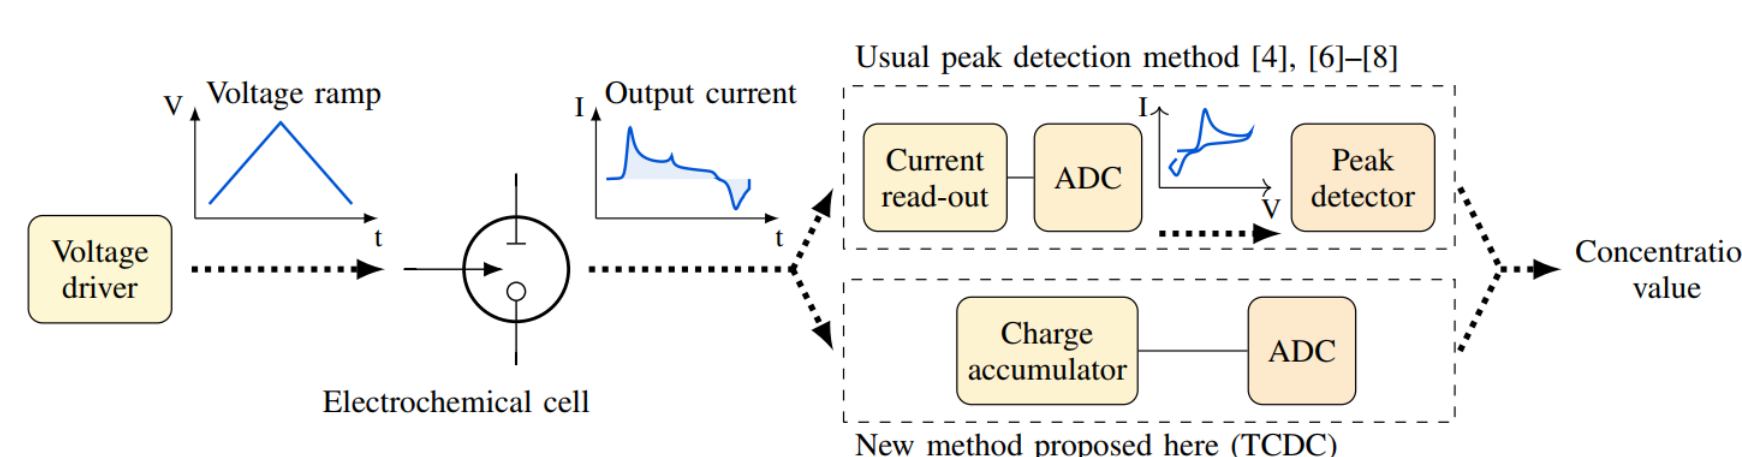 Usual peak detection method [4], [6]–[8]
V
Voltage ramp
t
I
Output current
t
Voltage
driver
Electrochemical cell
Current
read-out
ADC
I
V
Peak
detector
Charge
accumulator
ADC
New method proposed here (TCDC)
Concentratio
value